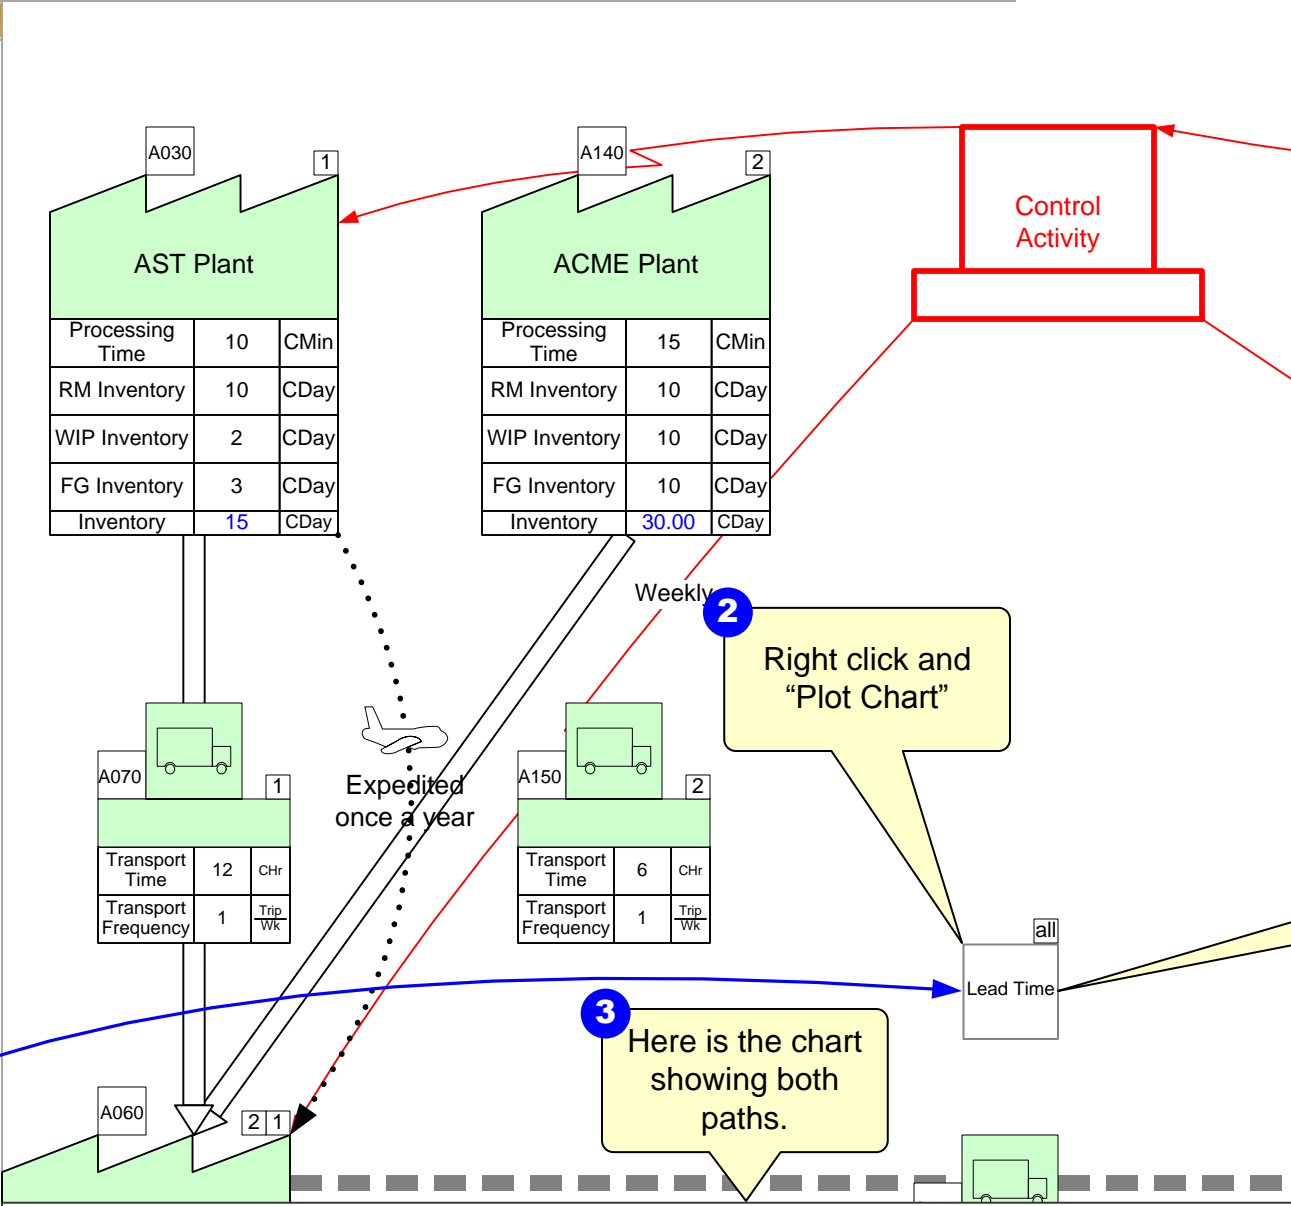 A030
1
AST Plant
Processing
Time
10
CMin
RM Inventory
10
CDay
WIP Inventory
2
CDay
FG Inventory
3
CDay
Inventory
15
CDay
A140
2
ACME Plant
Processing
Time
15
CMin
RM Inventory
10
CDay
WIP Inventory
10
CDay
FG Inventory
10
CDay
Inventory
30.00
CDay
Control
Activity
Weekly
2
Right click and
“Plot Chart”
A070
1
Transport
Time
12
CHr
Transport
Frequency
1
Trip
Wk
Expedited
once a year
A150
2
Transport
Time
6
CHr
Transport
Frequency
1
Trip
Wk
all
Lead Time
3
Here is the chart
showing both
paths.
A060
2 1